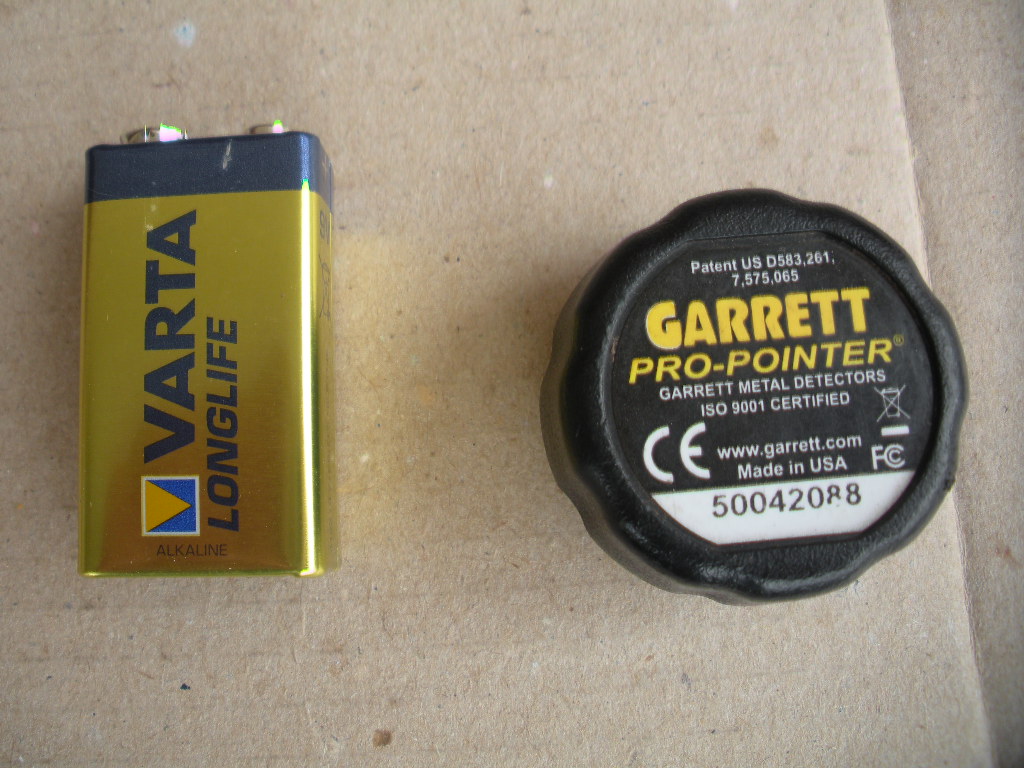 VARTA
LONGLIFE
ALKALINE
Patent US D583,261,
7,575,065
GARRETT
PRO-POINTER®
GARRETT METAL DETECTORS
ISO 9001 CERTIFIED
CE
www.garrett.com
Made in USA
FC
50042088